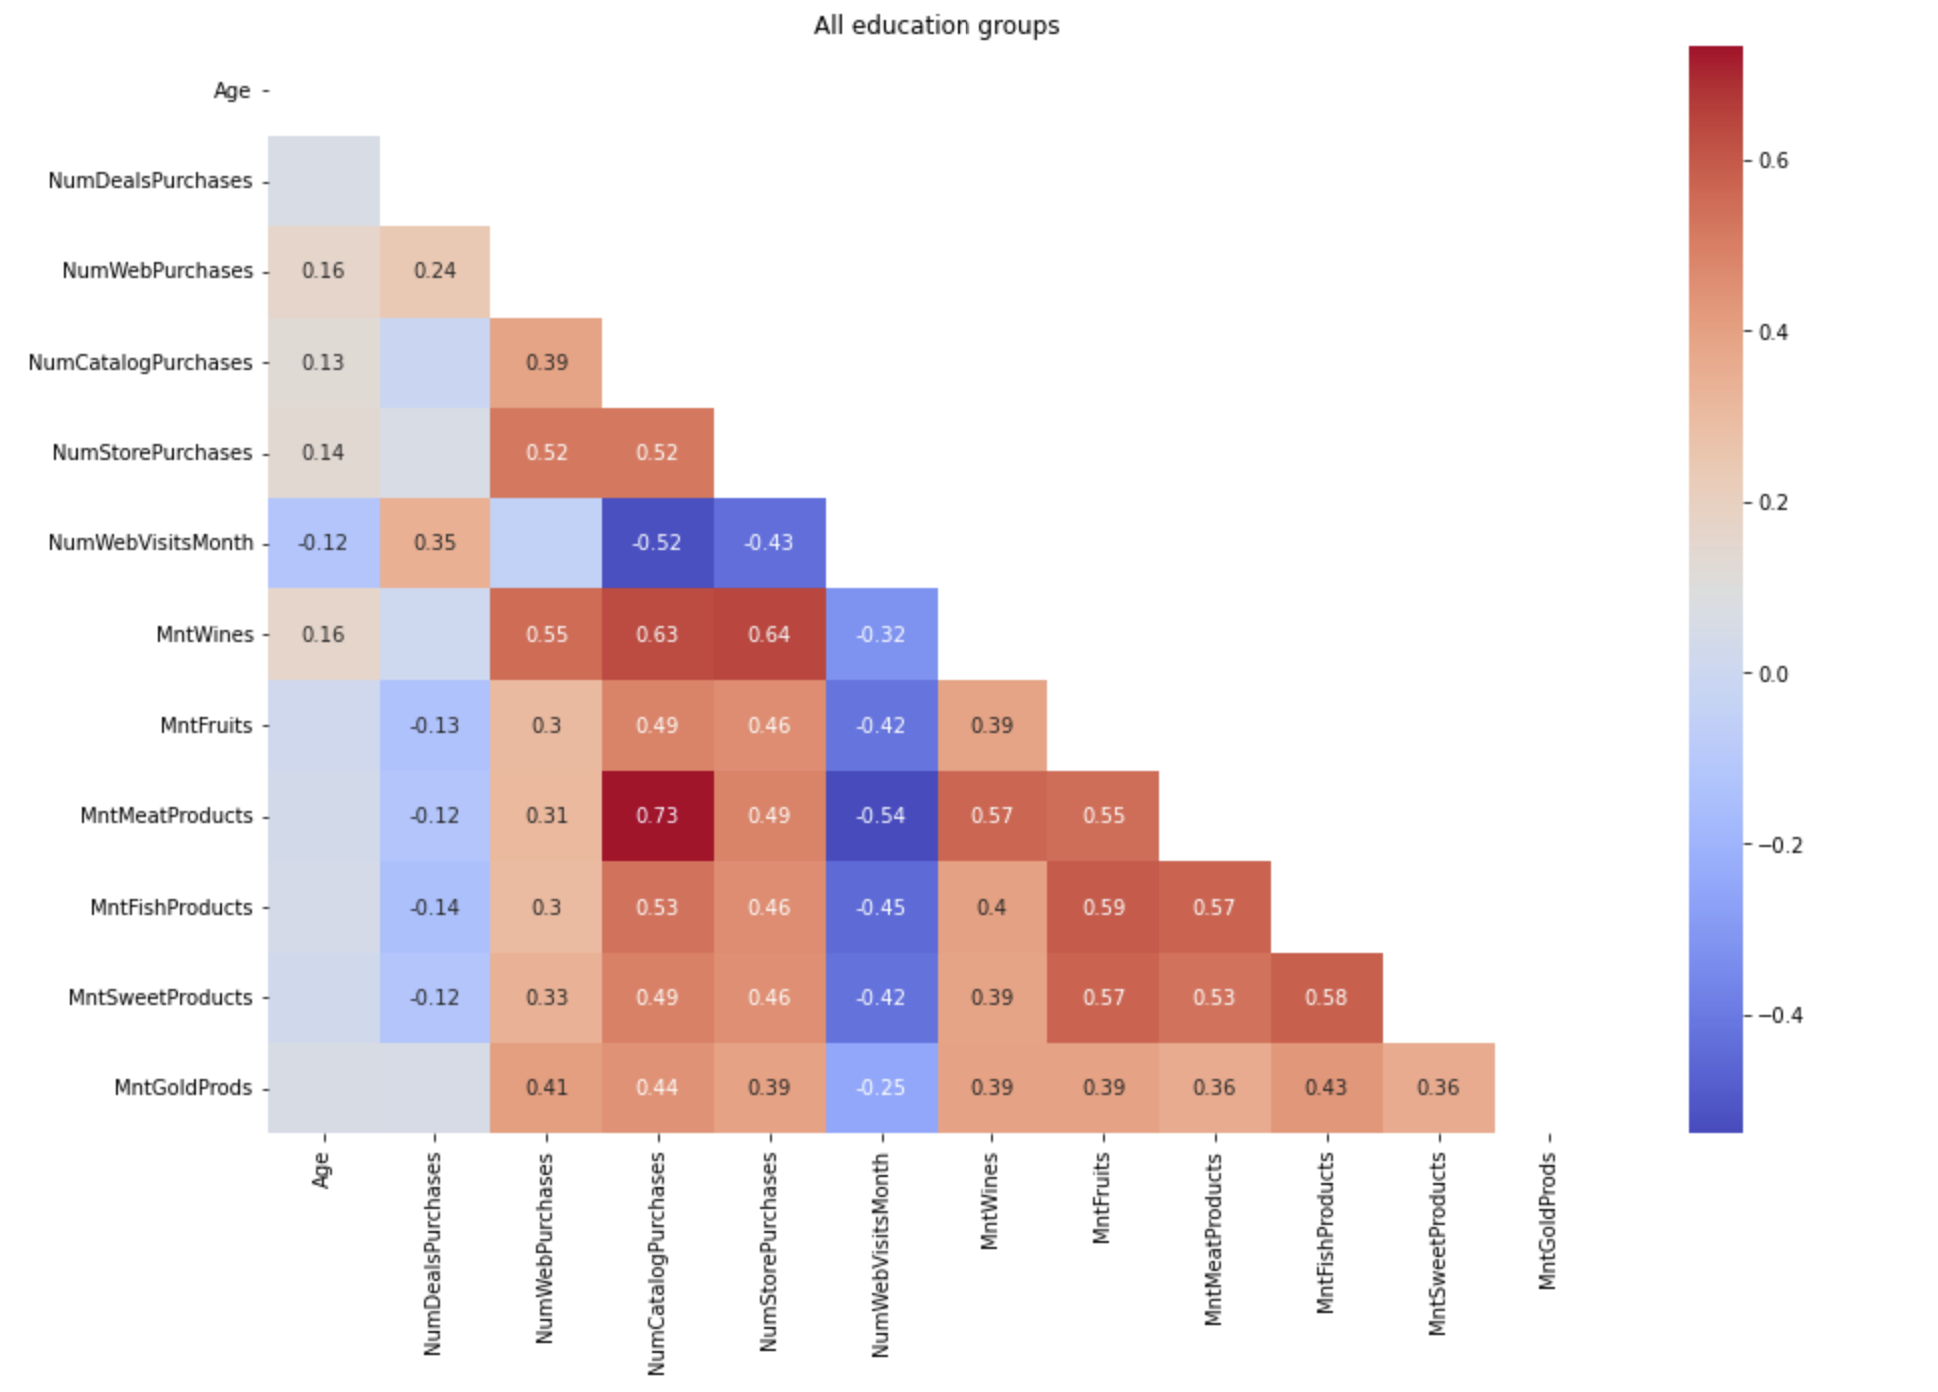 All education groups
Age
NumDealsPurchases
NumWebPurchases 0.16 0.24
NumCatalogPurchases 0.13 0.39
NumStorePurchases 0.14 0.52 0.52
NumWebVisitsMonth -0.12 0.35 -0.52 -0.43
MntWines 0.16 0.55 0.63 0.64 -0.32
MntFruits -0.13 0.3 0.49 0.46 -0.42 0.39
MntMeatProducts -0.12 0.31 0.73 0.49 -0.54 0.57 0.55
MntFishProducts -0.14 0.3 0.53 0.46 -0.45 0.4 0.59 0.57
MntSweetProducts -0.12 0.33 0.49 0.46 -0.42 0.39 0.57 0.53 0.58
MntGoldProds 0.41 0.44 0.39 -0.25 0.39 0.39 0.36 0.43 0.36
Age
NumDealsPurchases
NumWebPurchases
NumCatalogPurchases
NumStorePurchases
NumWebVisitsMonth
MntWines
MntFruits
MntMeatProducts
MntFishProducts
MntSweetProducts
MntGoldProds
0.6
0.4
0.2
0.0
−0.2
−0.4